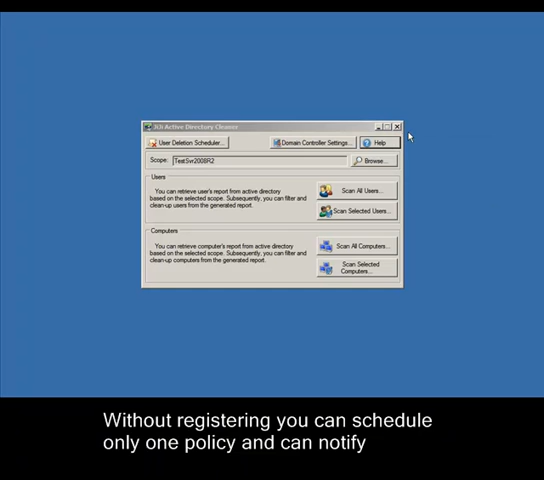 JiJi Active Directory Cleaner
User Deletion Scheduler...
Domain Controller Settings...
Help
Scope:
TestSvr2008R2
Browse...
Users
You can retrieve user's report from active directory
based on the selected scope. Subsequently, you can filter and
clean-up users from the generated report.
Scan All Users...
Scan Selected Users...
Computers
You can retrieve computer's report from active directory
based on the selected scope. Subsequently, you can filter and
clean-up computers from the generated report.
Scan All Computers...
Scan Selected
Computers...
Without registering you can schedule
only one policy and can notify